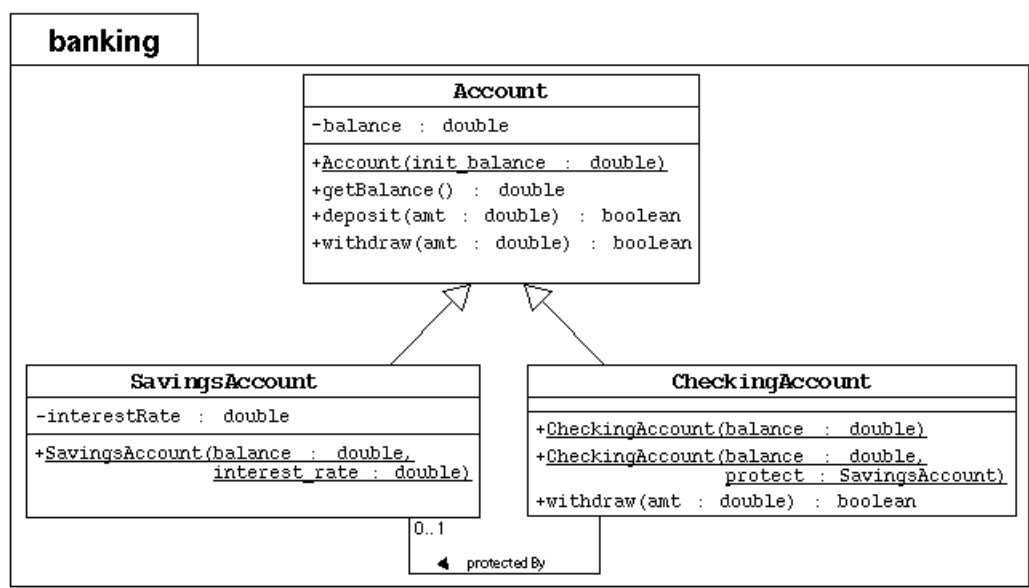 banking
Account
-balance : double
+Account(init_balance : double)
+getBalance() : double
+deposit(amt : double) : boolean
+withdraw(amt : double) : boolean
SavingsAccount
-interestRate : double
+SavingsAccount(balance : double,
interest_rate : double)
CheckingAccount
+CheckingAccount(balance : double)
+CheckingAccount(balance : double,
protect : SavingsAccount)
+withdraw(amt : double) : boolean
0..1
protected By